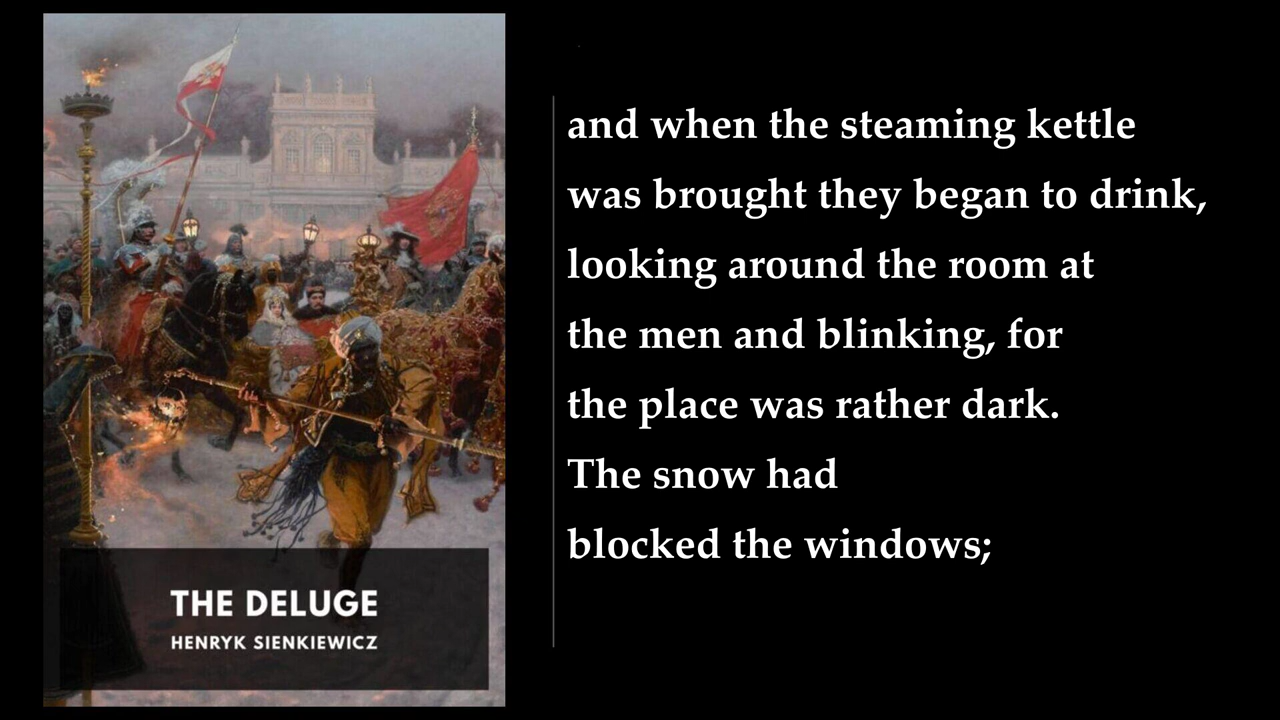 THE DELUGE
HENRYK SIENKIEWICZ
and when the steaming kettle
was brought they began to drink,
looking around the room at
the men and blinking, for
the place was rather dark.
The snow had
blocked the windows;